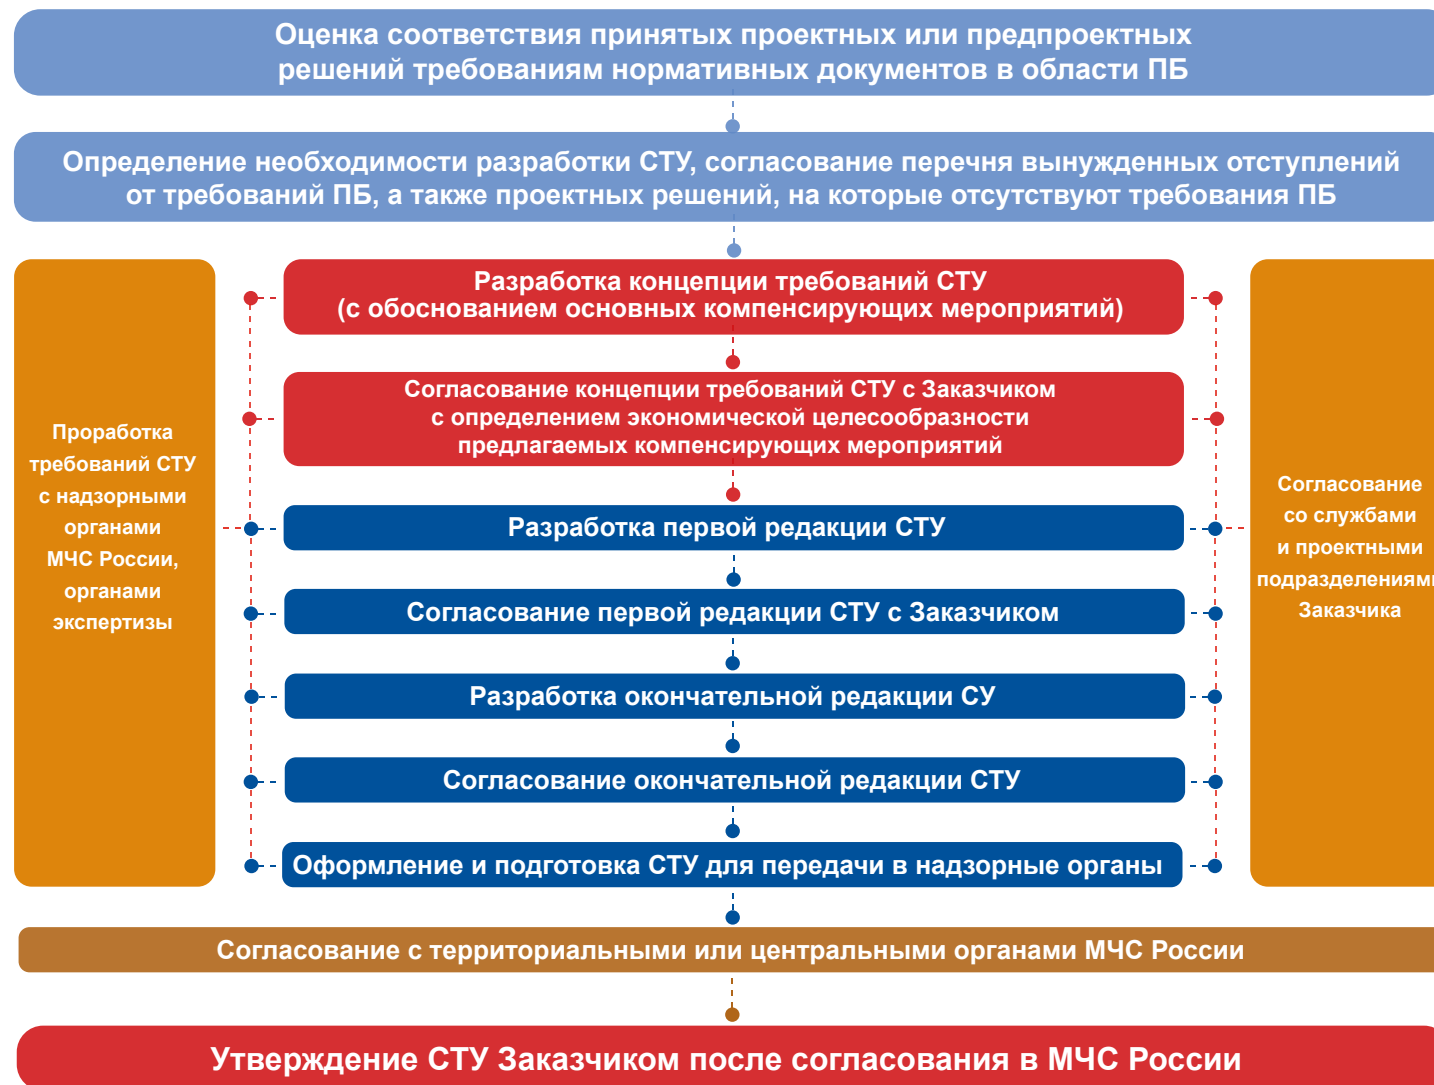 Оценка соответствия принятых проектных или предпроектных
решений требованиям нормативных документов в области ПБ
Определение необходимости разработки СТУ, согласование перечня вынужденных отступлений
от требований ПБ, а также проектных решений, на которые отсутствуют требования ПБ
Проработка
требований СТУ
с надзорными
органами
МЧС России,
органами
экспертизы
Разработка концепции требований СТУ
(с обоснованием основных компенсирующих мероприятий)
Согласование концепции требований СТУ с Заказчиком
с определением экономической целесообразности
предлагаемых компенсирующих мероприятий
Разработка первой редакции СТУ
Согласование первой редакции СТУ с Заказчиком
Разработка окончательной редакции СУ
Согласование окончательной редакции СТУ
Оформление и подготовка СТУ для передачи в надзорные органы
Согласование
со службами
и проектными
подразделениями
Заказчика
Согласование с территориальными или центральными органами МЧС России
Утверждение СТУ Заказчиком после согласования в МЧС России